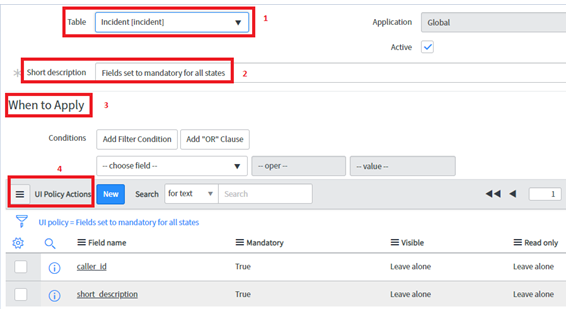 Table Incident [incident] 1 Application Global
Active
Short description Fields set to mandatory for all states 2
When to Apply 3
Conditions Add Filter Condition Add "OR" Clause
4 -- choose field -- -- oper -- -- value --
UI Policy Actions New Search for text Search 1
UI policy = Fields set to mandatory for all states
Field name Mandatory Visible Read only
caller_id True Leave alone Leave alone
short_description True Leave alone Leave alone